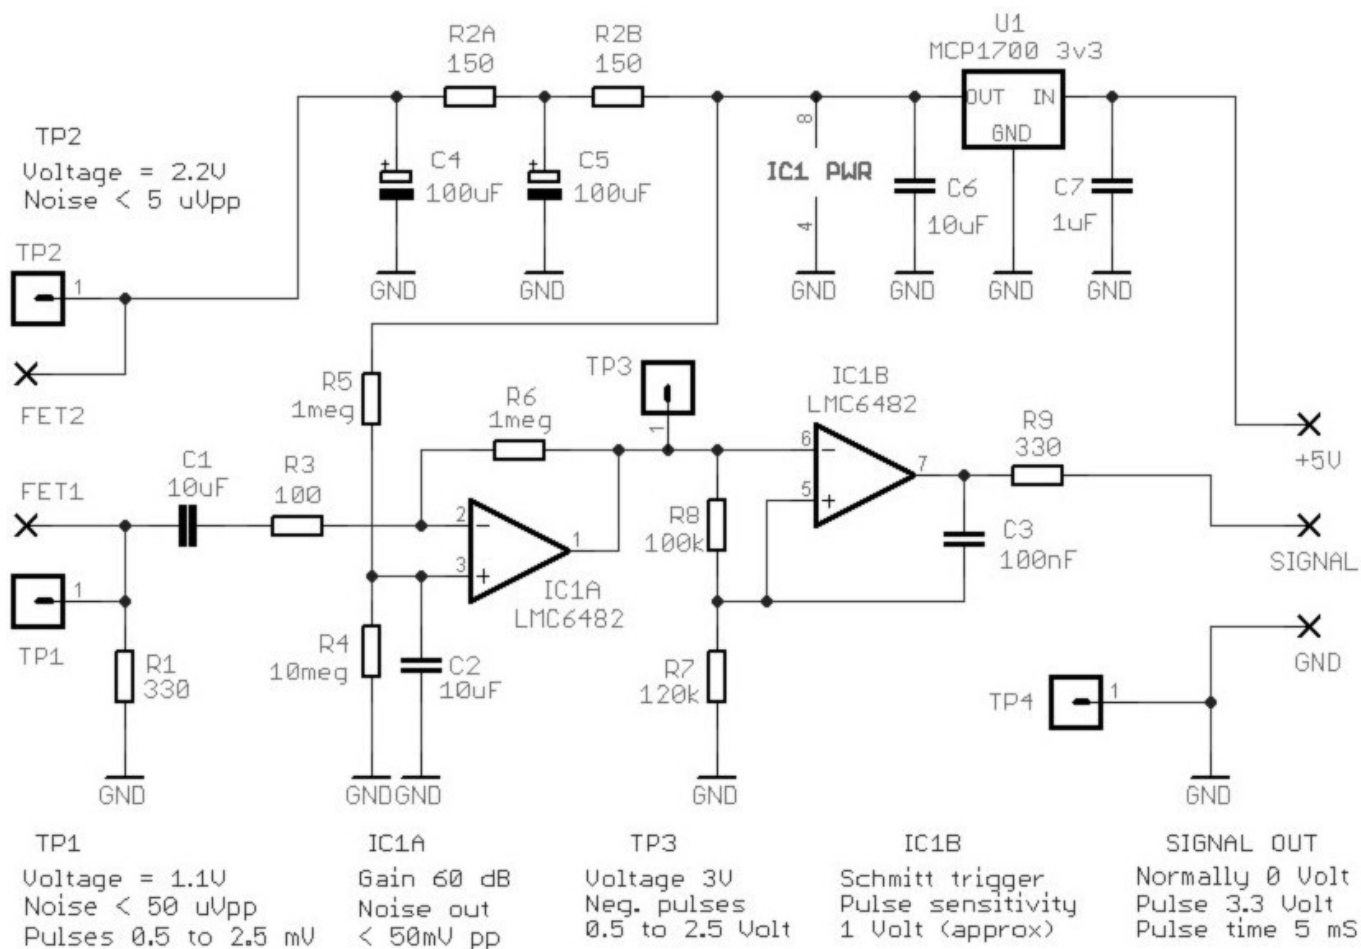 R2A
150
R2B
150
U1
MCP1700 3v3
OUT IN
GND
TP2
Voltage = 2.2V
Noise < 5 uVpp
+
C4
100uF
+
C5
100uF
8
IC1 PWR
4
C6
10uF
C7
1uF
GND
GND
GND
GND
GND
GND
TP2
1
FET2
R5
1meg
R6
1meg
TP3
1
IC1B
LMC6482
R9
330
+5V
FET1
C1
10uF
R3
100
2
-
3
+
1
IC1A
LMC6482
6
-
5
+
7
R8
100k
C3
100nF
SIGNAL
1
TP1
R1
330
R4
10meg
C2
10uF
R7
120k
GND
TP4
1
GND
GND
GND
GND
GND
TP1
Voltage = 1.1V
Noise < 50 uVpp
Pulses 0.5 to 2.5 mV
IC1A
Gain 60 dB
Noise out
< 50mV pp
TP3
Voltage 3V
Neg. pulses
0.5 to 2.5 Volt
IC1B
Schmitt trigger
Pulse sensitivity
1 Volt (approx)
SIGNAL OUT
Normally 0 Volt
Pulse 3.3 Volt
Pulse time 5 mS